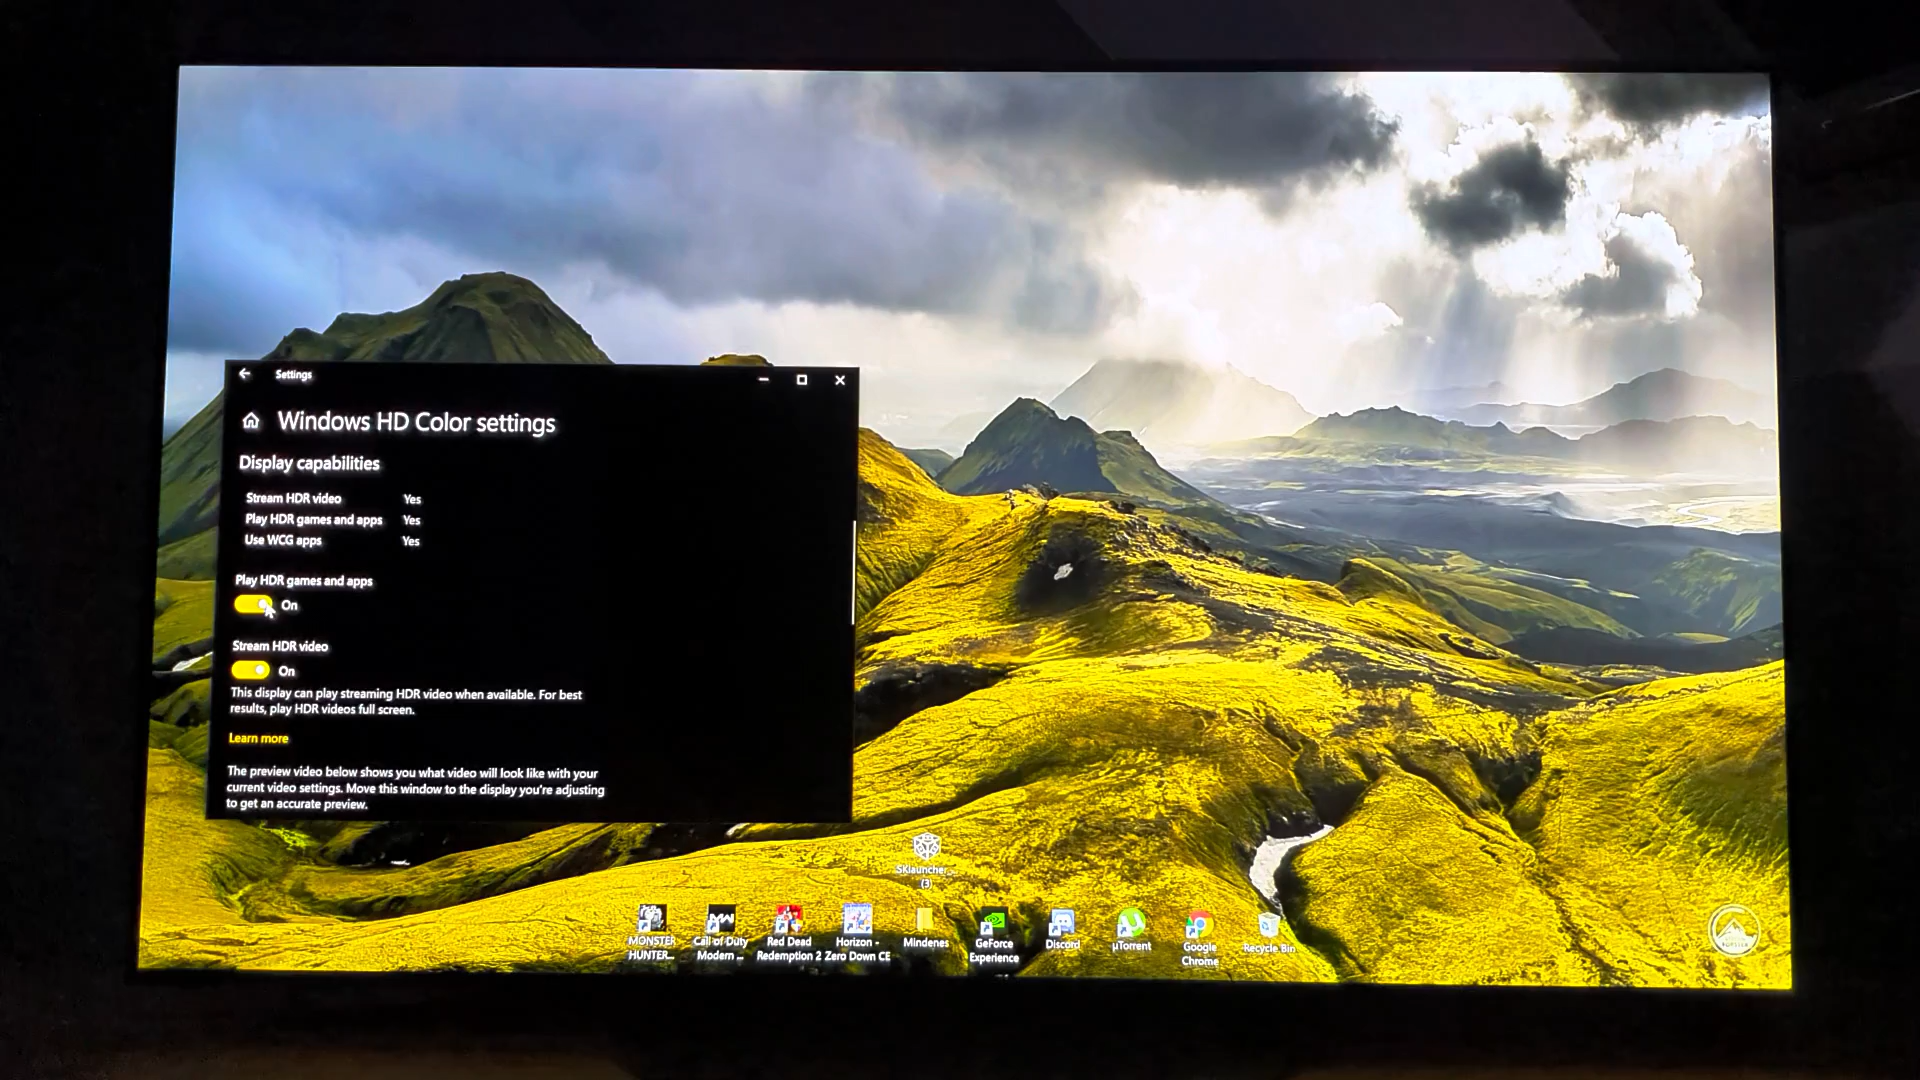 Settings
Windows HD Color settings
Display capabilities
Stream HDR video Yes
Play HDR games and apps Yes
Use WCG apps Yes
Play HDR games and apps
On
Stream HDR video
On
This display can play streaming HDR video when available. For best
results, play HDR videos full screen.
Learn more
The preview video below shows you what video will look like with your
current video settings. Move this window to the display you're adjusting
to get an accurate preview.
SKlauncher...
(3)
MONSTER
HUNTER...
Call of Duty
Modern ...
Red Dead
Redemption 2
Horizon -
Zero Down CE
Mindenes
GeForce
Experience
Discord
µTorrent
Google
Chrome
Recycle Bin